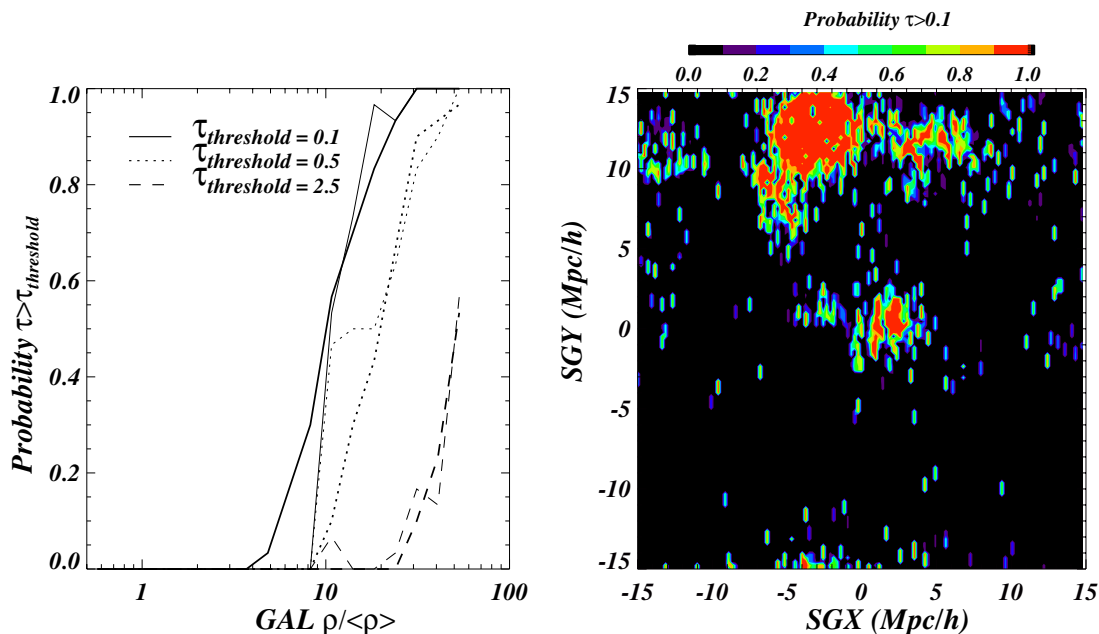 Probability τ>0.1
0.0 0.2 0.4 0.6 0.8 1.0
1.0
0.8
0.6
0.4
0.2
0.0
Probability τ>τthreshold
τthreshold = 0.1
τthreshold = 0.5
τthreshold = 2.5
1 10 100
GAL ρ/<ρ>
15
10
5
0
-5
-10
-15
SGY (Mpc/h)
-15 -10 -5 0 5 10 15
SGX (Mpc/h)